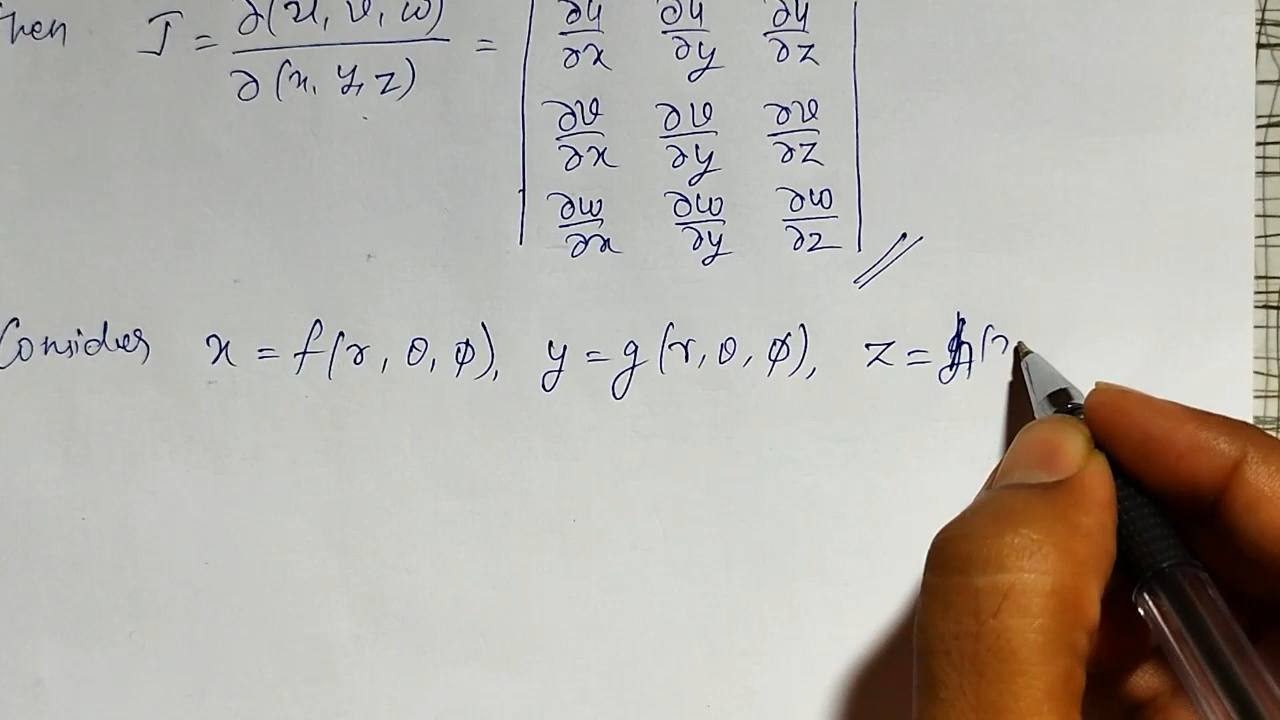 Then J = ∂(u, v, w) / ∂(x, y, z) = | ∂u/∂x ∂u/∂y ∂u/∂z |
| ∂v/∂x ∂v/∂y ∂v/∂z |
| ∂w/∂x ∂w/∂y ∂w/∂z | //
Consider x = f(r, θ, φ), y = g(r, θ, φ), z = h(r